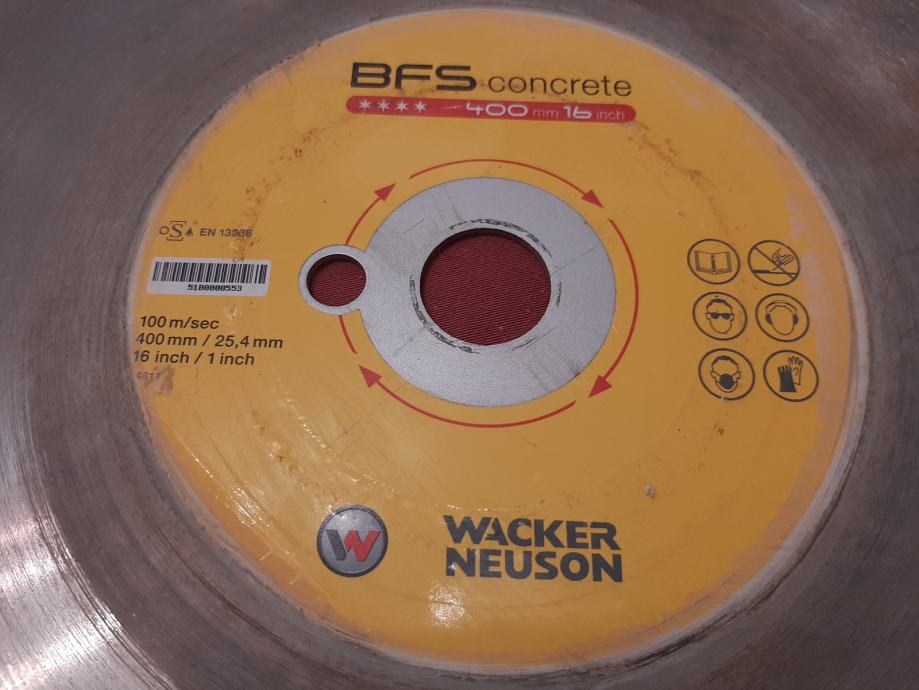 BFS concrete
**** 400 mm 16 inch
oSa EN 13236
5100000553
100 m/sec
400 mm / 25,4 mm
16 inch / 1 inch
W
WACKER
NEUSON